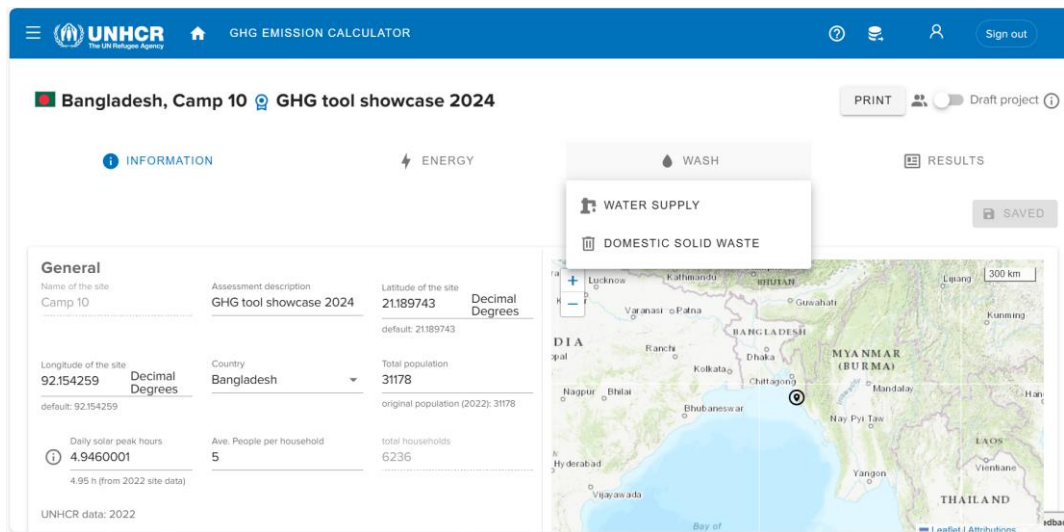 UNHCR
The UN Refugee Agency
GHG EMISSION CALCULATOR
Sign out
Bangladesh, Camp 10 GHG tool showcase 2024
PRINT
Draft project
INFORMATION
ENERGY
WASH
RESULTS
WATER SUPPLY
DOMESTIC SOLID WASTE
SAVED
General
Name of the site
Camp 10
Assessment description
GHG tool showcase 2024
Latitude of the site
21.189743 Decimal Degrees
default: 21.189743
Longitude of the site
92.154259 Decimal Degrees
default: 92.154259
Country
Bangladesh
Total population
31178
original population (2022): 31178
Daily solar peak hours
4.9460001
4.95 h (from 2022 site data)
Ave. People per household
5
total households
6236
UNHCR data: 2022
+
−
300 km
Lucknow
Kathmandu
BHUTAN
Guwahati
Kunming
Varanasi
Patna
BANGLADESH
Ranchi
Dhaka
MYANMAR
(BURMA)
Kolkata
Chittagong
Mandalay
Nagpur
Bhilai
Bhubaneswar
Nay Pyi Taw
LAOS
Hyderabad
Yangon
Vientiane
Vijayawada
THAILAND
Bay of
Leaflet | Attributions